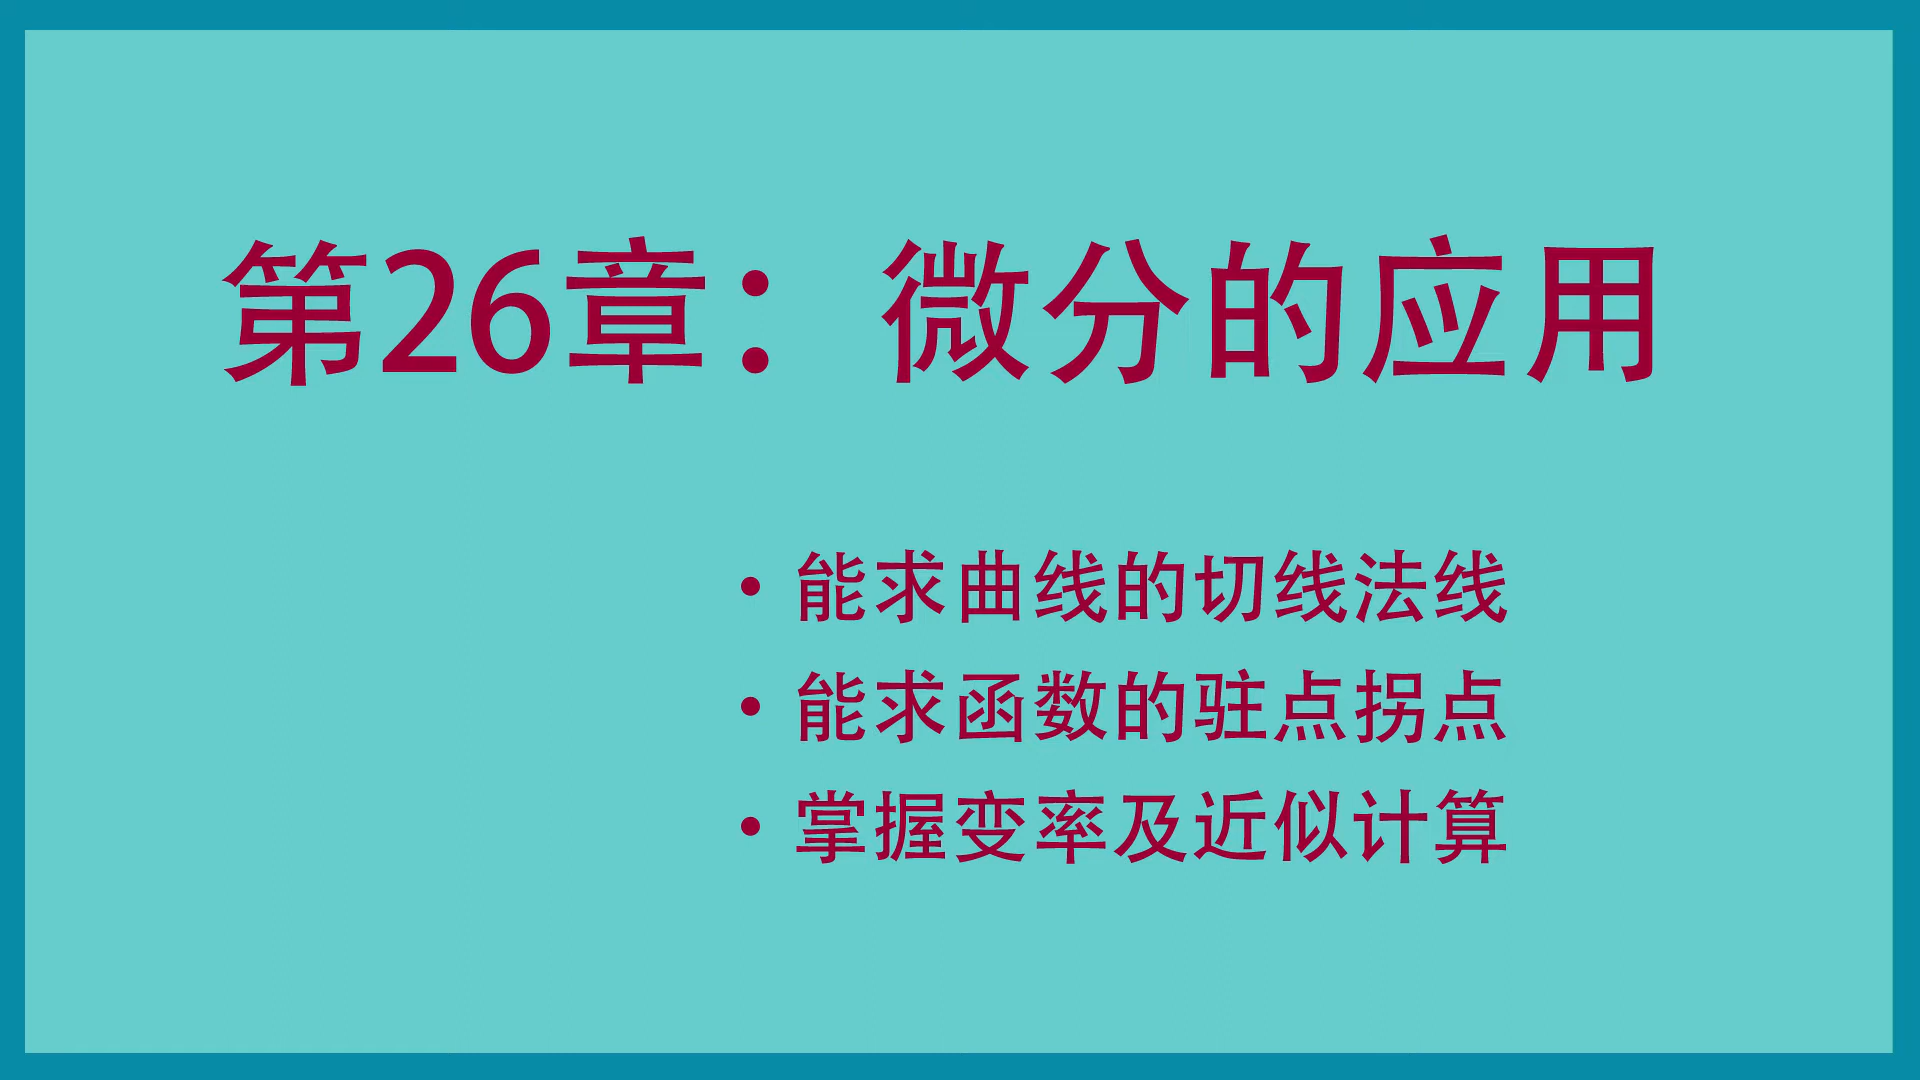 第26章：微分的应用
• 能求曲线的切线法线
• 能求函数的驻点拐点
• 掌握变率及近似计算